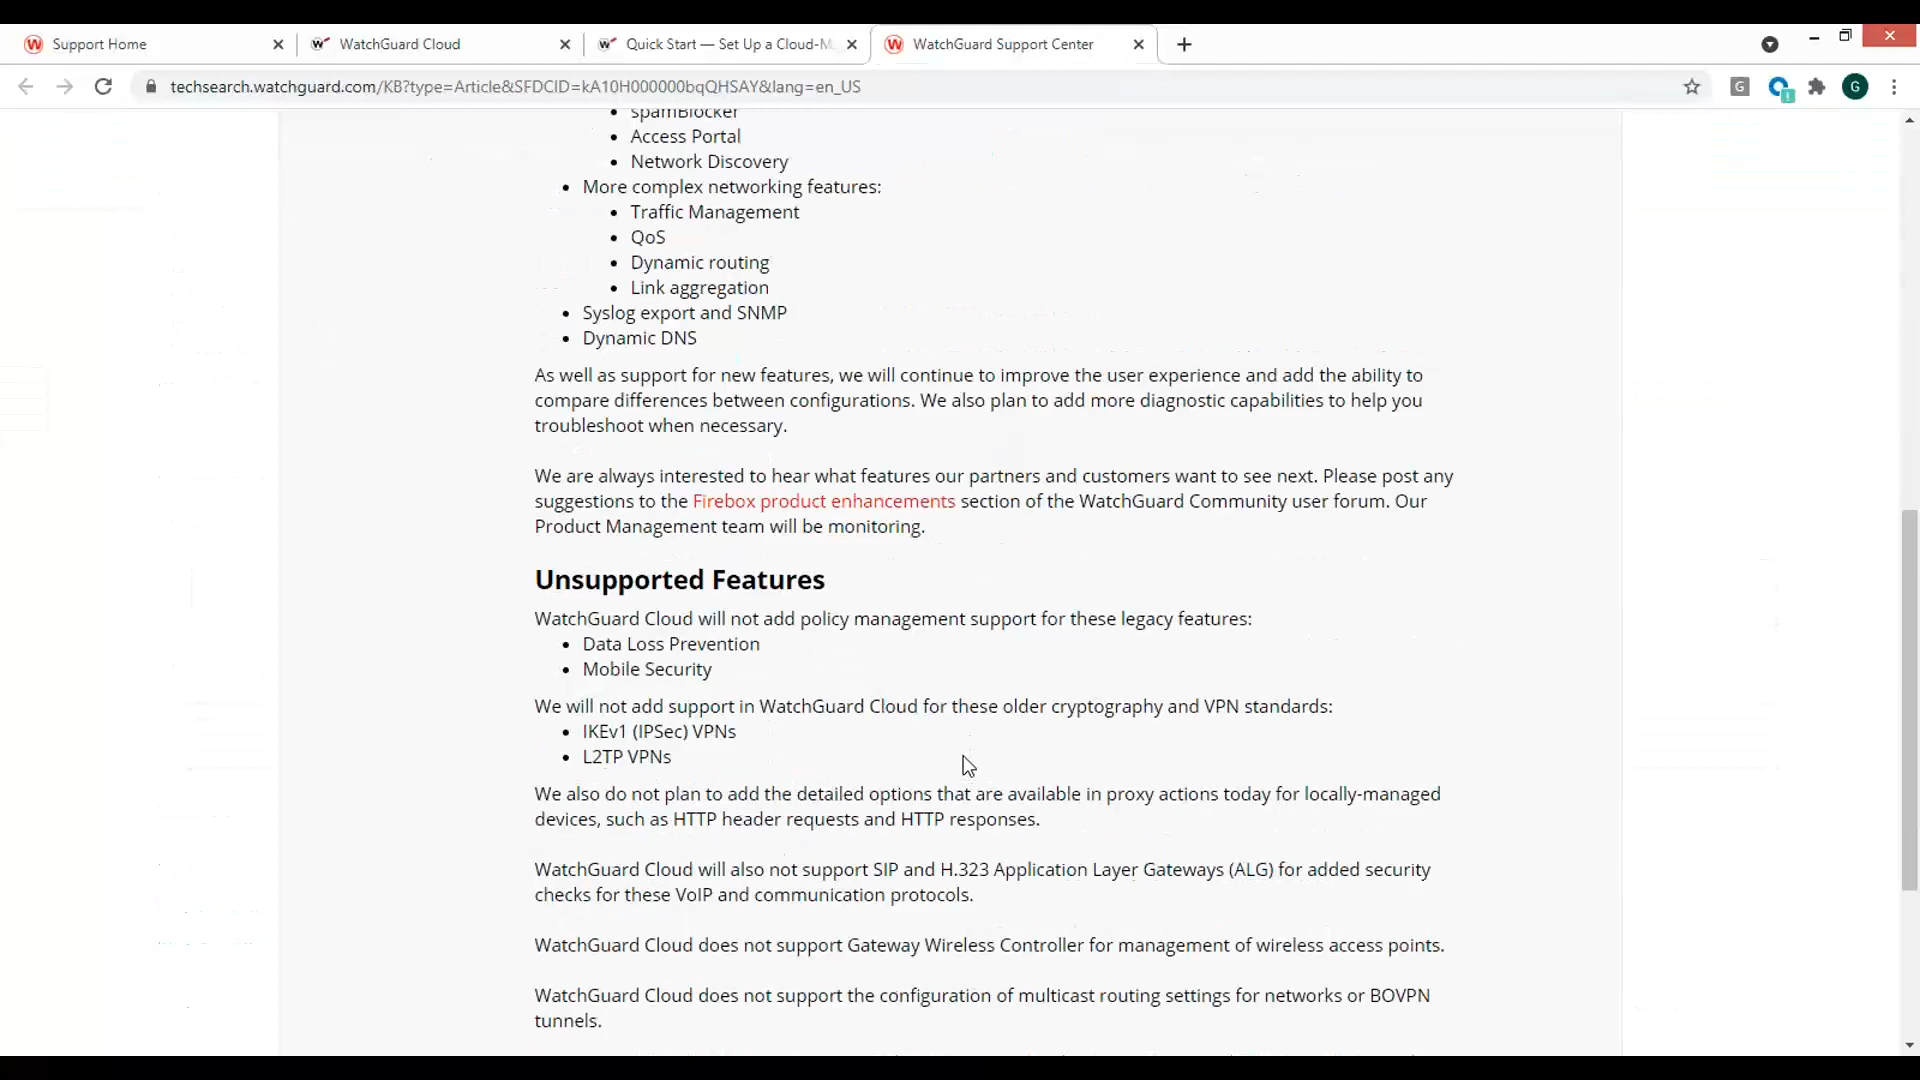 Support Home
WatchGuard Cloud
Quick Start — Set Up a Cloud-M
WatchGuard Support Center
techsearch.watchguard.com/KB?type=Article&SFDCID=kA10H000000bqQHSAY&lang=en_US
G
G
spamBlocker
Access Portal
Network Discovery
More complex networking features:
Traffic Management
QoS
Dynamic routing
Link aggregation
Syslog export and SNMP
Dynamic DNS
As well as support for new features, we will continue to improve the user experience and add the ability to
compare differences between configurations. We also plan to add more diagnostic capabilities to help you
troubleshoot when necessary.
We are always interested to hear what features our partners and customers want to see next. Please post any
suggestions to the Firebox product enhancements section of the WatchGuard Community user forum. Our
Product Management team will be monitoring.
Unsupported Features
WatchGuard Cloud will not add policy management support for these legacy features:
Data Loss Prevention
Mobile Security
We will not add support in WatchGuard Cloud for these older cryptography and VPN standards:
IKEv1 (IPSec) VPNs
L2TP VPNs
We also do not plan to add the detailed options that are available in proxy actions today for locally-managed
devices, such as HTTP header requests and HTTP responses.
WatchGuard Cloud will also not support SIP and H.323 Application Layer Gateways (ALG) for added security
checks for these VoIP and communication protocols.
WatchGuard Cloud does not support Gateway Wireless Controller for management of wireless access points.
WatchGuard Cloud does not support the configuration of multicast routing settings for networks or BOVPN
tunnels.